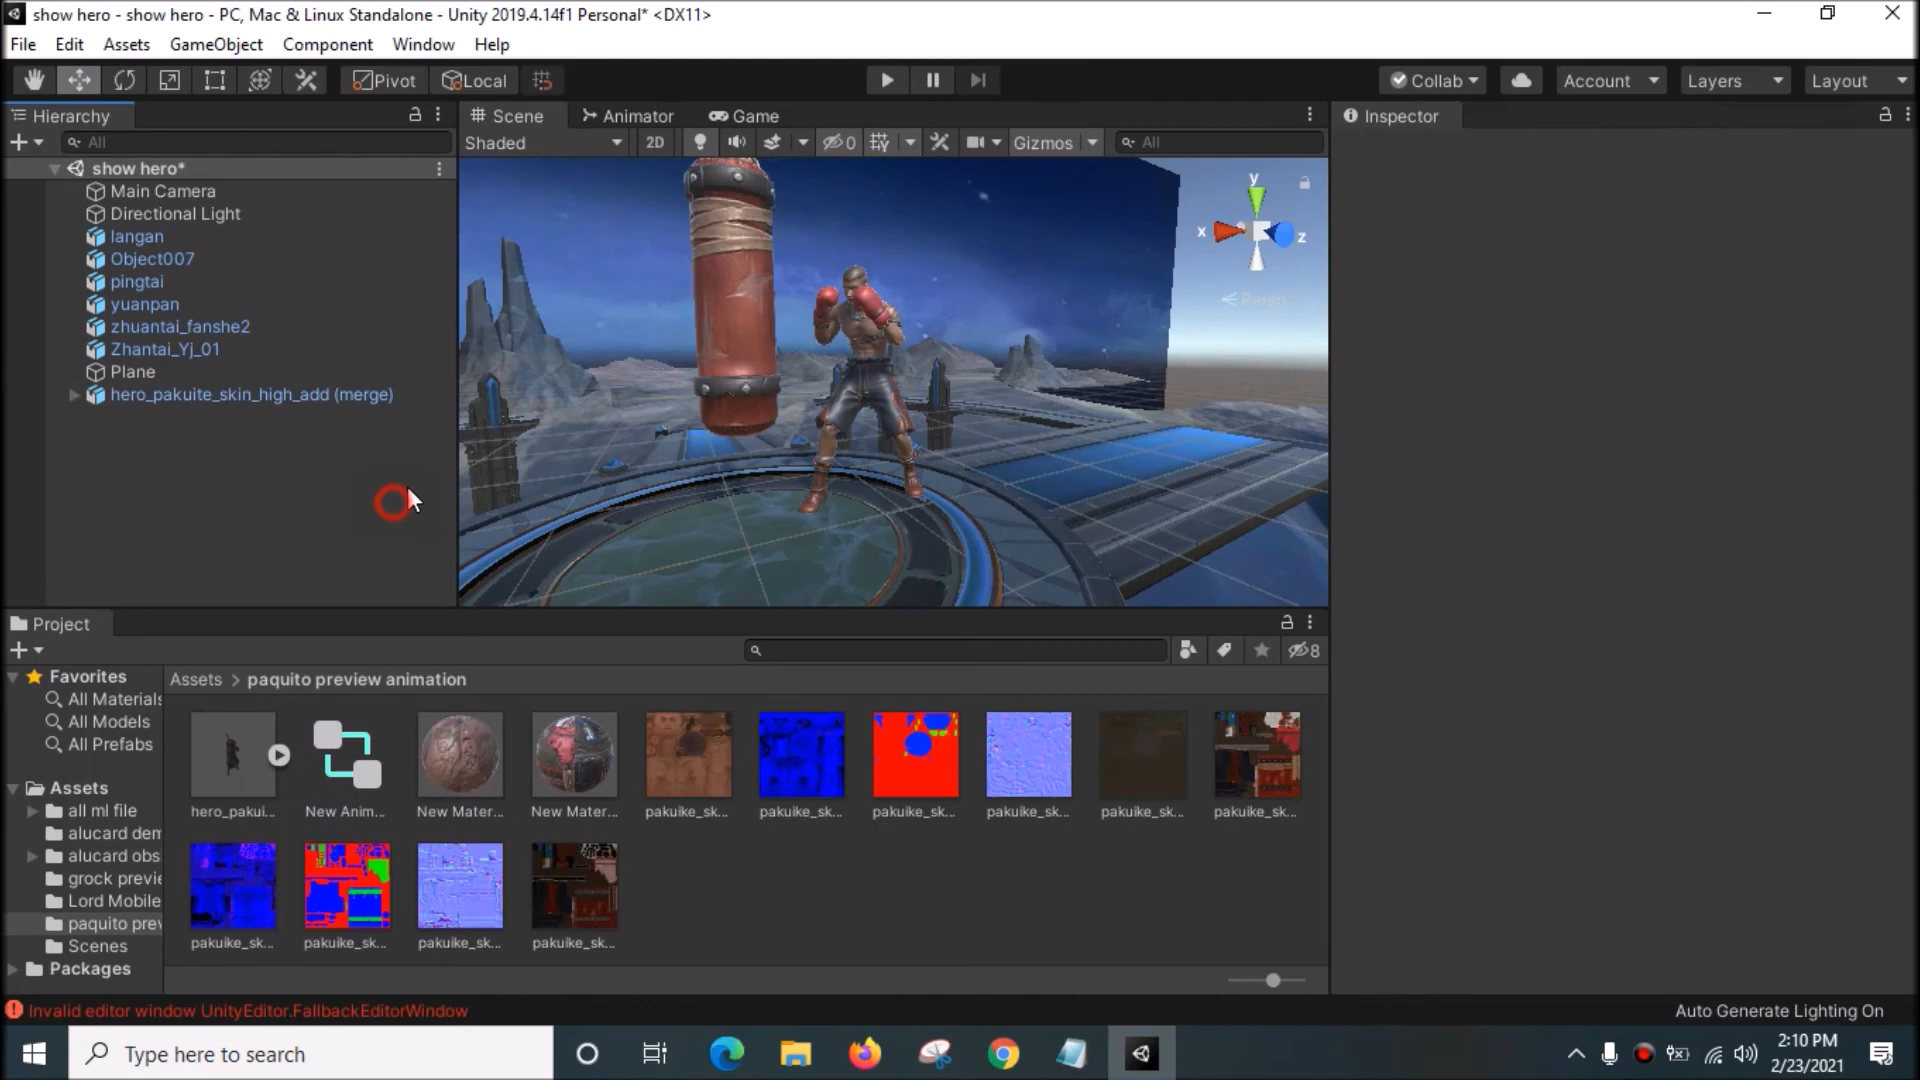 show hero - show hero - PC, Mac & Linux Standalone - Unity 2019.4.14f1 Personal* <DX11>
File Edit Assets GameObject Component Window Help
Pivot Local Collab Account Layers Layout
Hierarchy Scene Animator Game Inspector
All Shaded 2D 0 Gizmos All
show hero*
Main Camera
Directional Light
langan
Object007
pingtai
yuanpan
zhuantai_fanshe2
Zhantai_Yj_01
Plane
hero_pakuite_skin_high_add (merge)
y
x
z
Persp
Project
8
Favorites
All Materials
All Models
All Prefabs
Assets
all ml file
alucard dem
alucard obs
grock previe
Lord Mobile
paquito prev
Scenes
Packages
Assets > paquito preview animation
hero_pakui... New Anim... New Mater... New Mater... pakuike_sk... pakuike_sk... pakuike_sk... pakuike_sk... pakuike_sk... pakuike_sk...
pakuike_sk... pakuike_sk... pakuike_sk... pakuike_sk...
Invalid editor window UnityEditor.FallbackEditorWindow
Auto Generate Lighting On
Type here to search
2:10 PM
2/23/2021